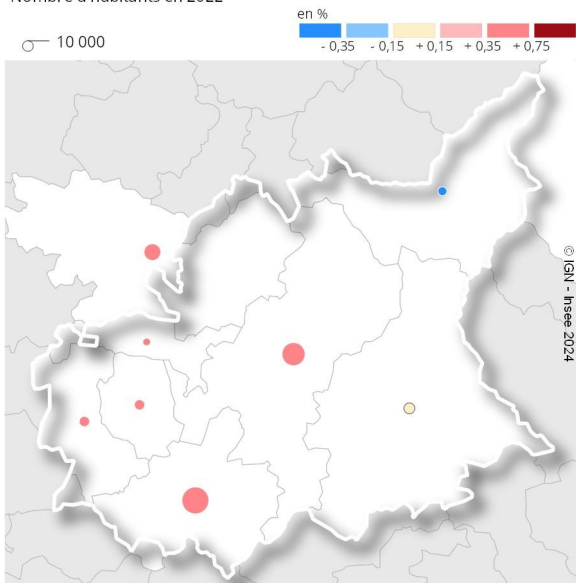 Nombre d'habitants en 2022
en %
10 000
- 0,35 - 0,15 + 0,15 + 0,35 + 0,75
© IGN - Insee 2024